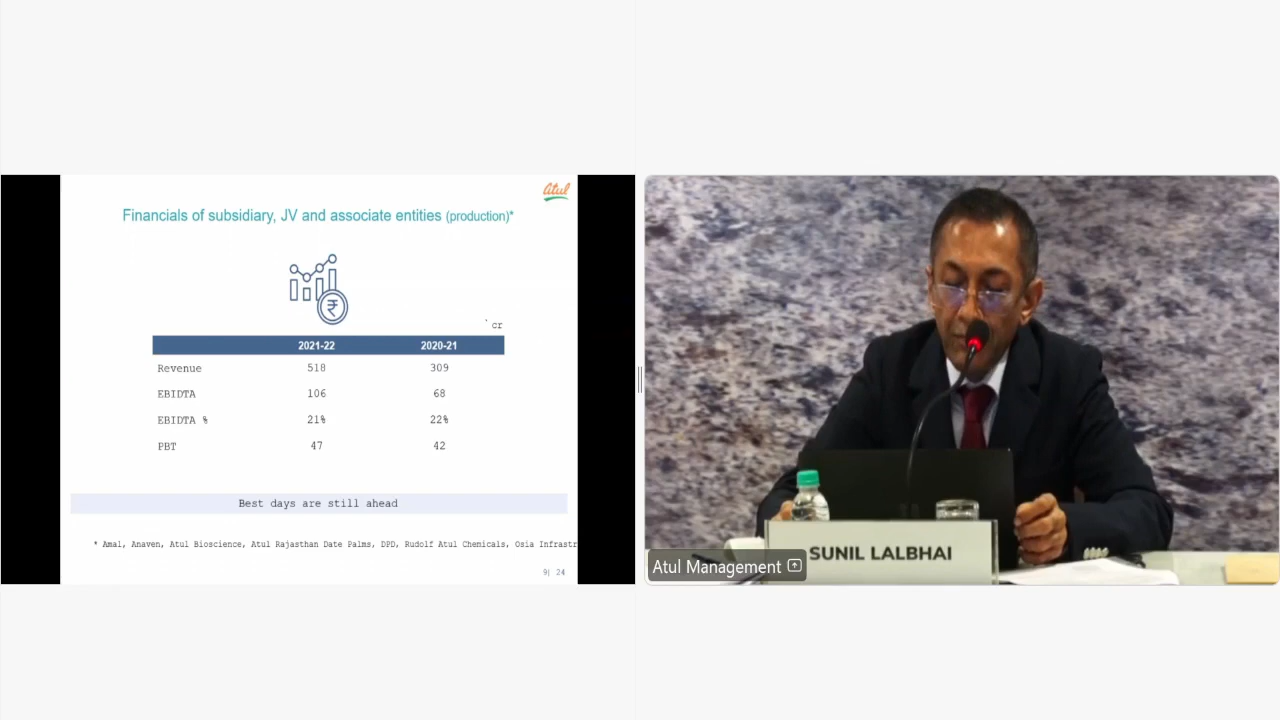 atul
Financials of subsidiary, JV and associate entities (production)*
₹
` cr
2021-22 2020-21
Revenue 518 309
EBIDTA 106 68
EBIDTA % 21% 22%
PBT 47 42
Best days are still ahead
* Amal, Anaven, Atul Bioscience, Atul Rajasthan Date Palms, DPD, Rudolf Atul Chemicals, Osia Infrastr
9| 24
SUNIL LALBHAI
Atul Management